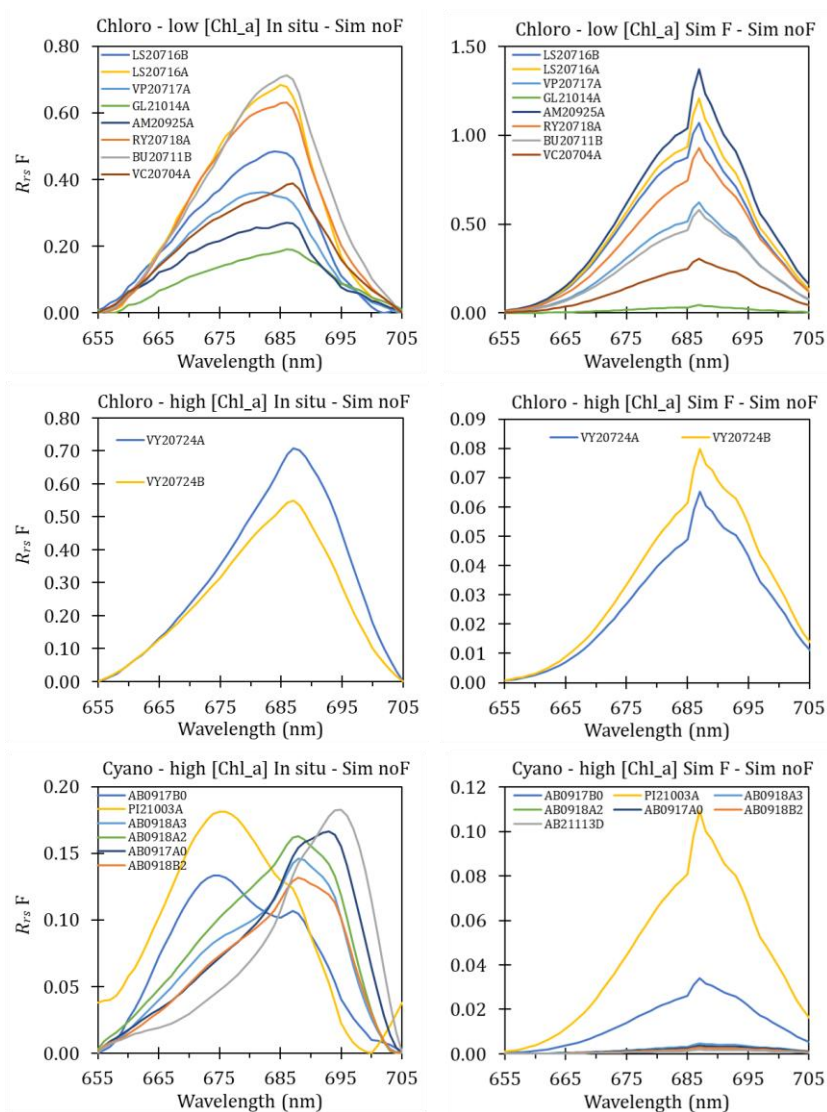 Chloro - low [Chl_a] In situ - Sim noF
0.80
0.60
0.40
0.20
0.00
R_rs F
LS20716B
LS20716A
VP20717A
GL21014A
AM20925A
RY20718A
BU20711B
VC20704A
655 665 675 685 695 705
Wavelength (nm)
Chloro - low [Chl_a] Sim F - Sim noF
1.50
1.00
0.50
0.00
LS20716B
LS20716A
VP20717A
GL21014A
AM20925A
RY20718A
BU20711B
VC20704A
655 665 675 685 695 705
Wavelength (nm)
Chloro - high [Chl_a] In situ - Sim noF
0.80
0.70
0.60
0.50
0.40
0.30
0.20
0.10
0.00
R_rs F
VY20724A
VY20724B
655 665 675 685 695 705
Wavelength (nm)
Chloro - high [Chl_a] Sim F - Sim noF
0.09
0.08
0.07
0.06
0.05
0.04
0.03
0.02
0.01
0.00
VY20724A VY20724B
655 665 675 685 695 705
Wavelength (nm)
Cyano - high [Chl_a] In situ - Sim noF
0.20
0.15
0.10
0.05
0.00
R_rs F
AB0917B0
PI21003A
AB0918A3
AB0918A2
AB0917A0
AB0918B2
655 665 675 685 695 705
Wavelength (nm)
Cyano - high [Chl_a] Sim F - Sim noF
0.12
0.10
0.08
0.06
0.04
0.02
0.00
AB0917B0 PI21003A AB0918A3
AB0918A2 AB0917A0 AB0918B2
AB21113D
655 665 675 685 695 705
Wavelength (nm)